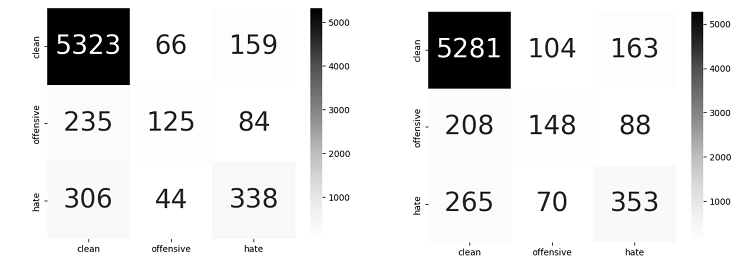 clean 5323 66 159
offensive 235 125 84
hate 306 44 338
clean offensive hate
5000
4000
3000
2000
1000
clean 5281 104 163
offensive 208 148 88
hate 265 70 353
clean offensive hate
5000
4000
3000
2000
1000